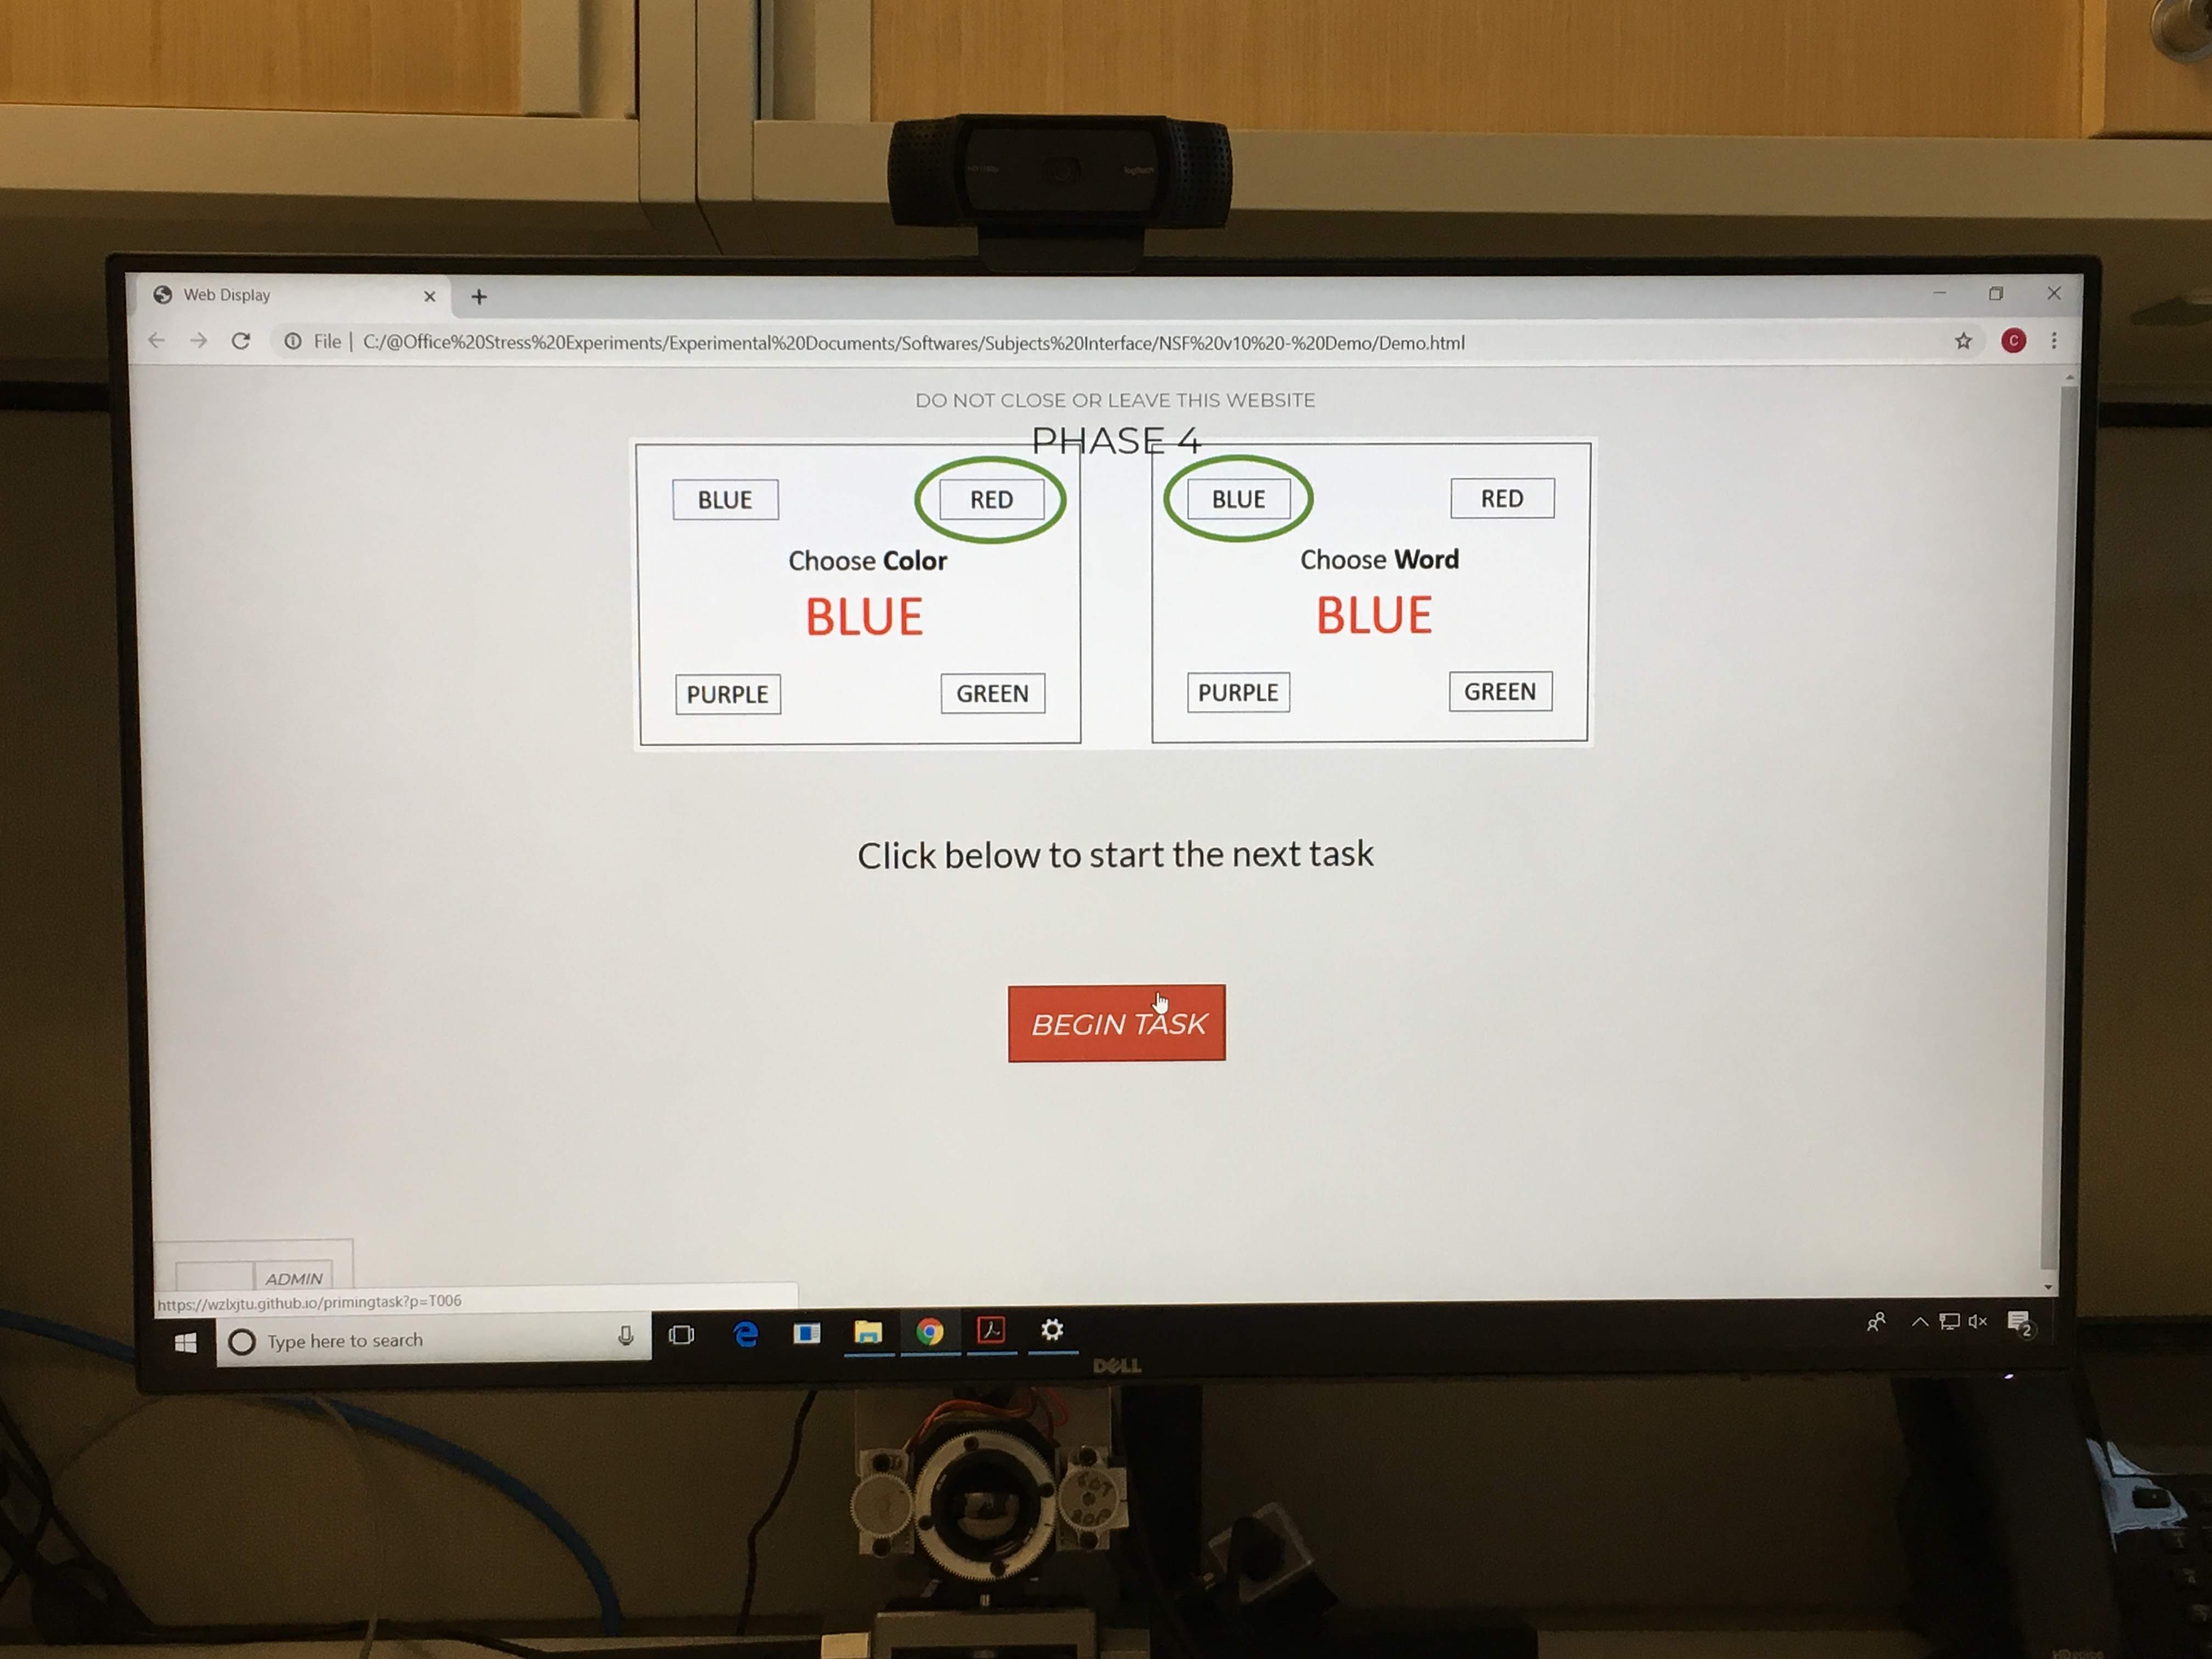 logitech
Web Display
File | C:/@Office%20Stress%20Experiments/Experimental%20Documents/Softwares/Subjects%20Interface/NSF%20v10%20-%20Demo/Demo.html
C
DO NOT CLOSE OR LEAVE THIS WEBSITE
PHASE 4
BLUE RED
Choose Color
BLUE
PURPLE GREEN
BLUE RED
Choose Word
BLUE
PURPLE GREEN
Click below to start the next task
BEGIN TASK
ADMIN
https://wzlxjtu.github.io/primingtask?p=T006
Type here to search
2
DELL